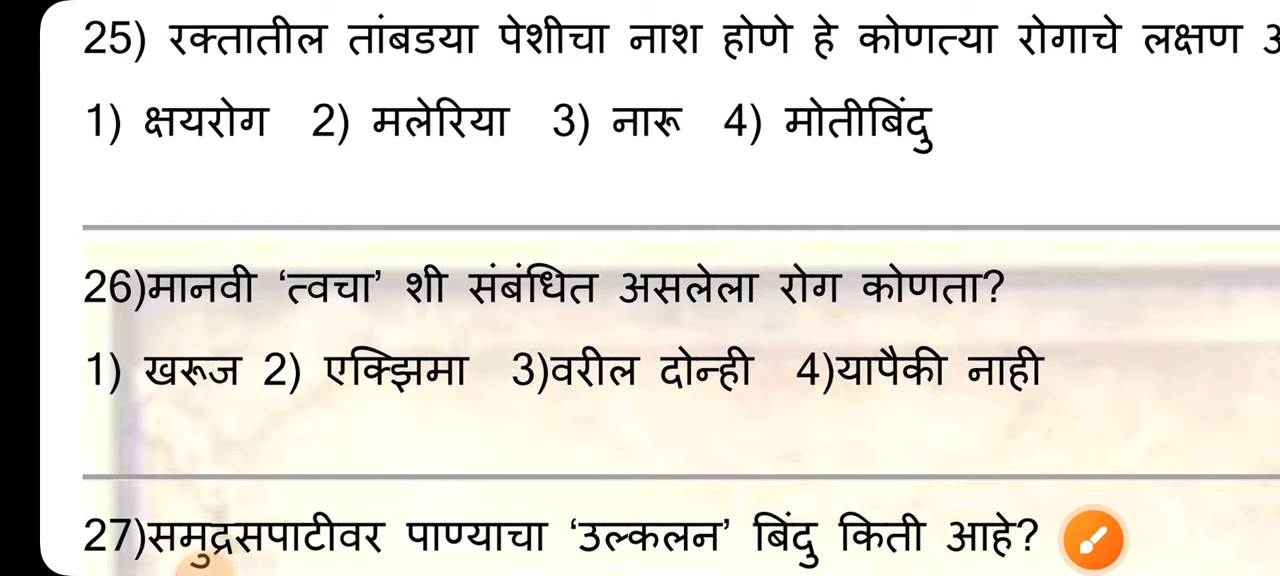 25) रक्तातील तांबडया पेशीचा नाश होणे हे कोणत्या रोगाचे लक्षण
1) क्षयरोग 2) मलेरिया 3) नारू 4) मोतीबिंदु
26)मानवी ‘त्वचा’ शी संबंधित असलेला रोग कोणता?
1) खरूज 2) एक्झिमा 3)वरील दोन्ही 4)यापैकी नाही
27)समुद्रसपाटीवर पाण्याचा ‘उल्कलन’ बिंदु किती आहे?